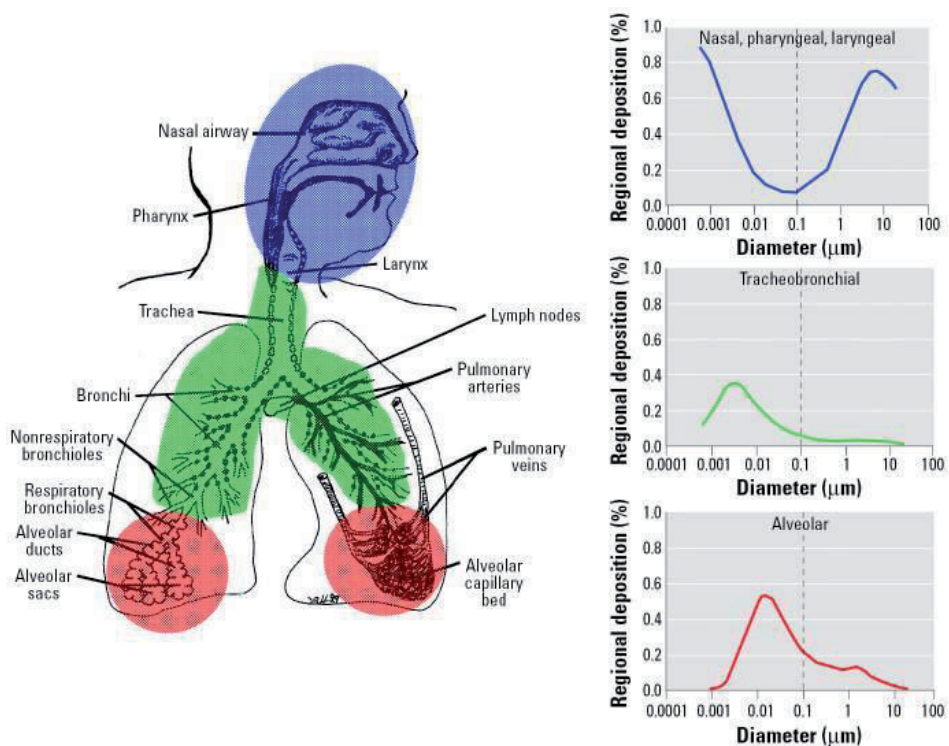 Nasal airway
Pharynx
Larynx
Trachea
Lymph nodes
Pulmonary
arteries
Bronchi
Nonrespiratory
bronchioles
Pulmonary
veins
Respiratory
bronchioles
Alveolar
ducts
Alveolar
sacs
Alveolar
capillary
bed
Regional deposition (%)
1.0
0.8
0.6
0.4
0.2
0.0
Nasal, pharyngeal, laryngeal
0.0001 0.001 0.01 0.1 1 10 100
Diameter (μm)
Regional deposition (%)
1.0
0.8
0.6
0.4
0.2
0.0
Tracheobronchial
0.0001 0.001 0.01 0.1 1 10 100
Diameter (μm)
Regional deposition (%)
1.0
0.8
0.6
0.4
0.2
0.0
Alveolar
0.0001 0.001 0.01 0.1 1 10 100
Diameter (μm)